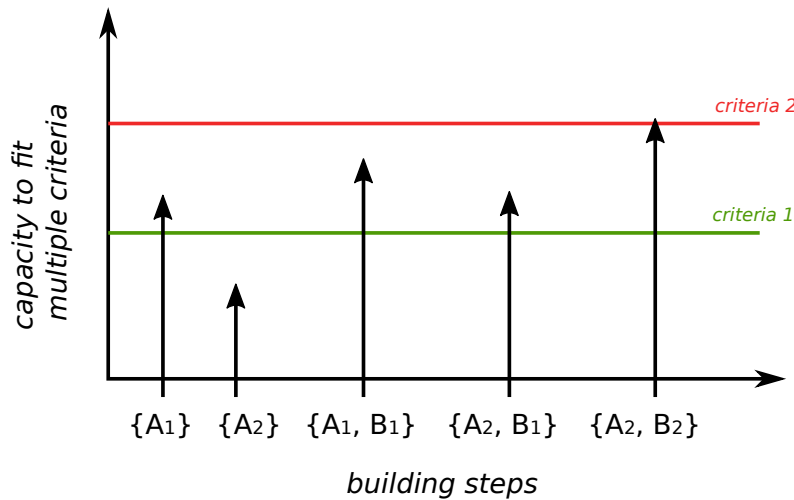 criteria 2
capacity to fit
multiple criteria
criteria 1
{A1} {A2} {A1, B1} {A2, B1} {A2, B2}
building steps